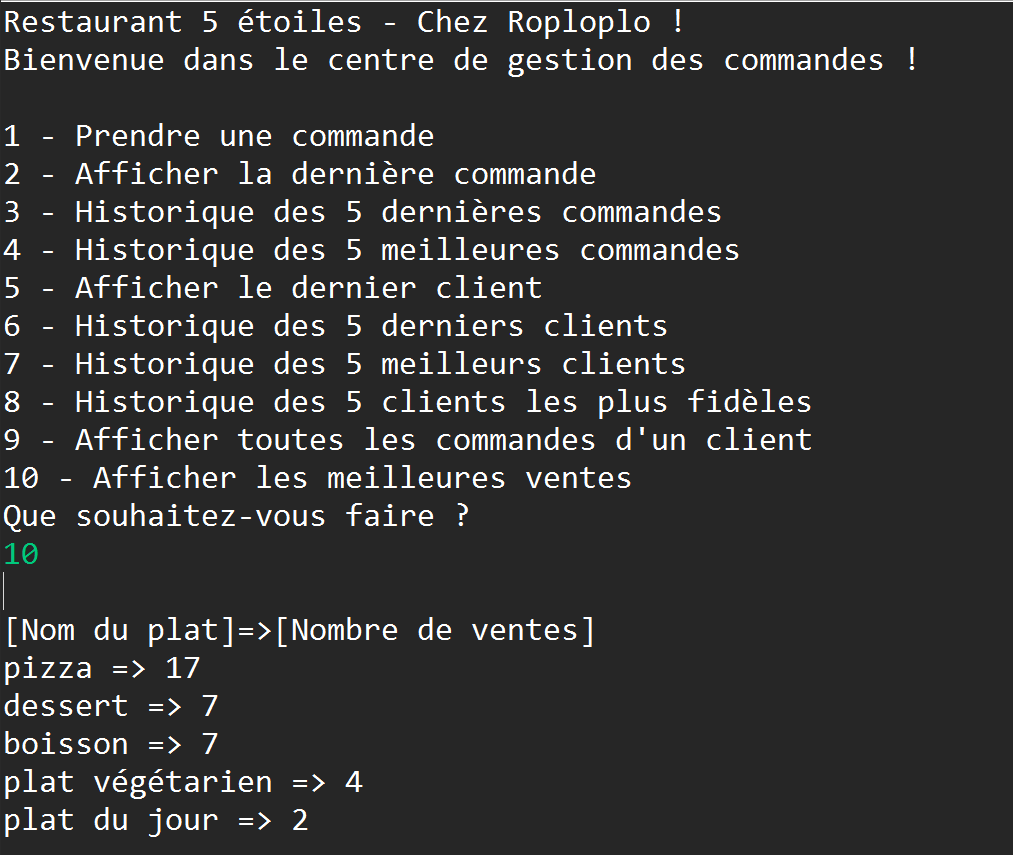 Restaurant 5 étoiles - Chez Roploplo !
Bienvenue dans le centre de gestion des commandes !
1 - Prendre une commande
2 - Afficher la dernière commande
3 - Historique des 5 dernières commandes
4 - Historique des 5 meilleures commandes
5 - Afficher le dernier client
6 - Historique des 5 derniers clients
7 - Historique des 5 meilleurs clients
8 - Historique des 5 clients les plus fidèles
9 - Afficher toutes les commandes d'un client
10 - Afficher les meilleures ventes
Que souhaitez-vous faire ?
10
[Nom du plat]=>[Nombre de ventes]
pizza => 17
dessert => 7
boisson => 7
plat végétarien => 4
plat du jour => 2